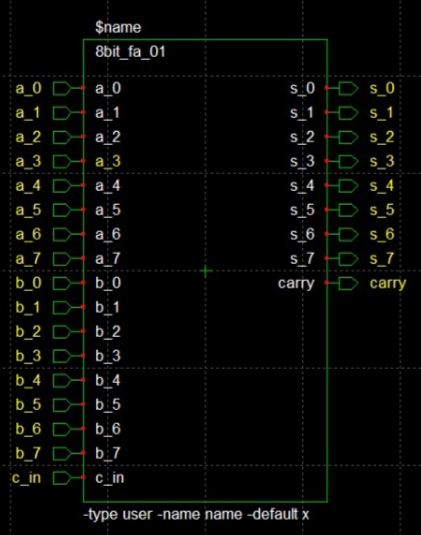 $name
8bit_fa_01
a_0 a_0 s_0 s_0
a_1 a_1 s_1 s_1
a_2 a_2 s_2 s_2
a_3 a_3 s_3 s_3
a_4 a_4 s_4 s_4
a_5 a_5 s_5 s_5
a_6 a_6 s_6 s_6
a_7 a_7 s_7 s_7
b_0 b_0 carry carry
b_1 b_1
b_2 b_2
b_3 b_3
b_4 b_4
b_5 b_5
b_6 b_6
b_7 b_7
c_in c_in
-type user -name name -default x